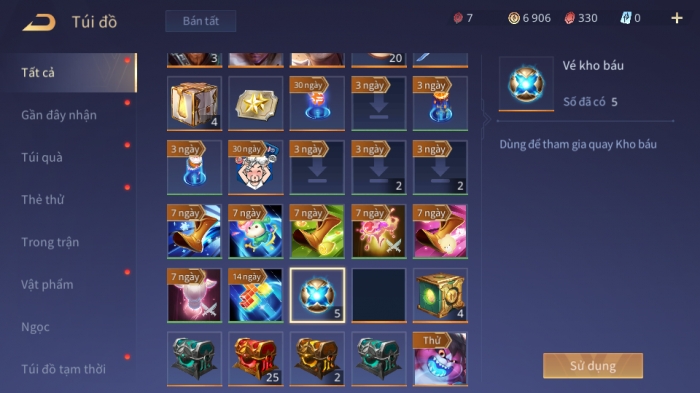 Túi đồ
Bán tất
7
6 906
330
0
Tất cả
Gần đây nhận
Túi quà
Thẻ thử
Trong trận
Vật phẩm
Ngọc
Túi đồ tạm thời
3
20
4
30 ngày
3 ngày
3 ngày
3 ngày
30 ngày
3 ngày
3 ngày
2
3 ngày
2
7 ngày
7 ngày
7 ngày
7 ngày
7 ngày
7 ngày
14 ngày
5
4
25
2
Thử
Vé kho báu
Số đã có 5
Dùng để tham gia quay Kho báu
Sử dụng